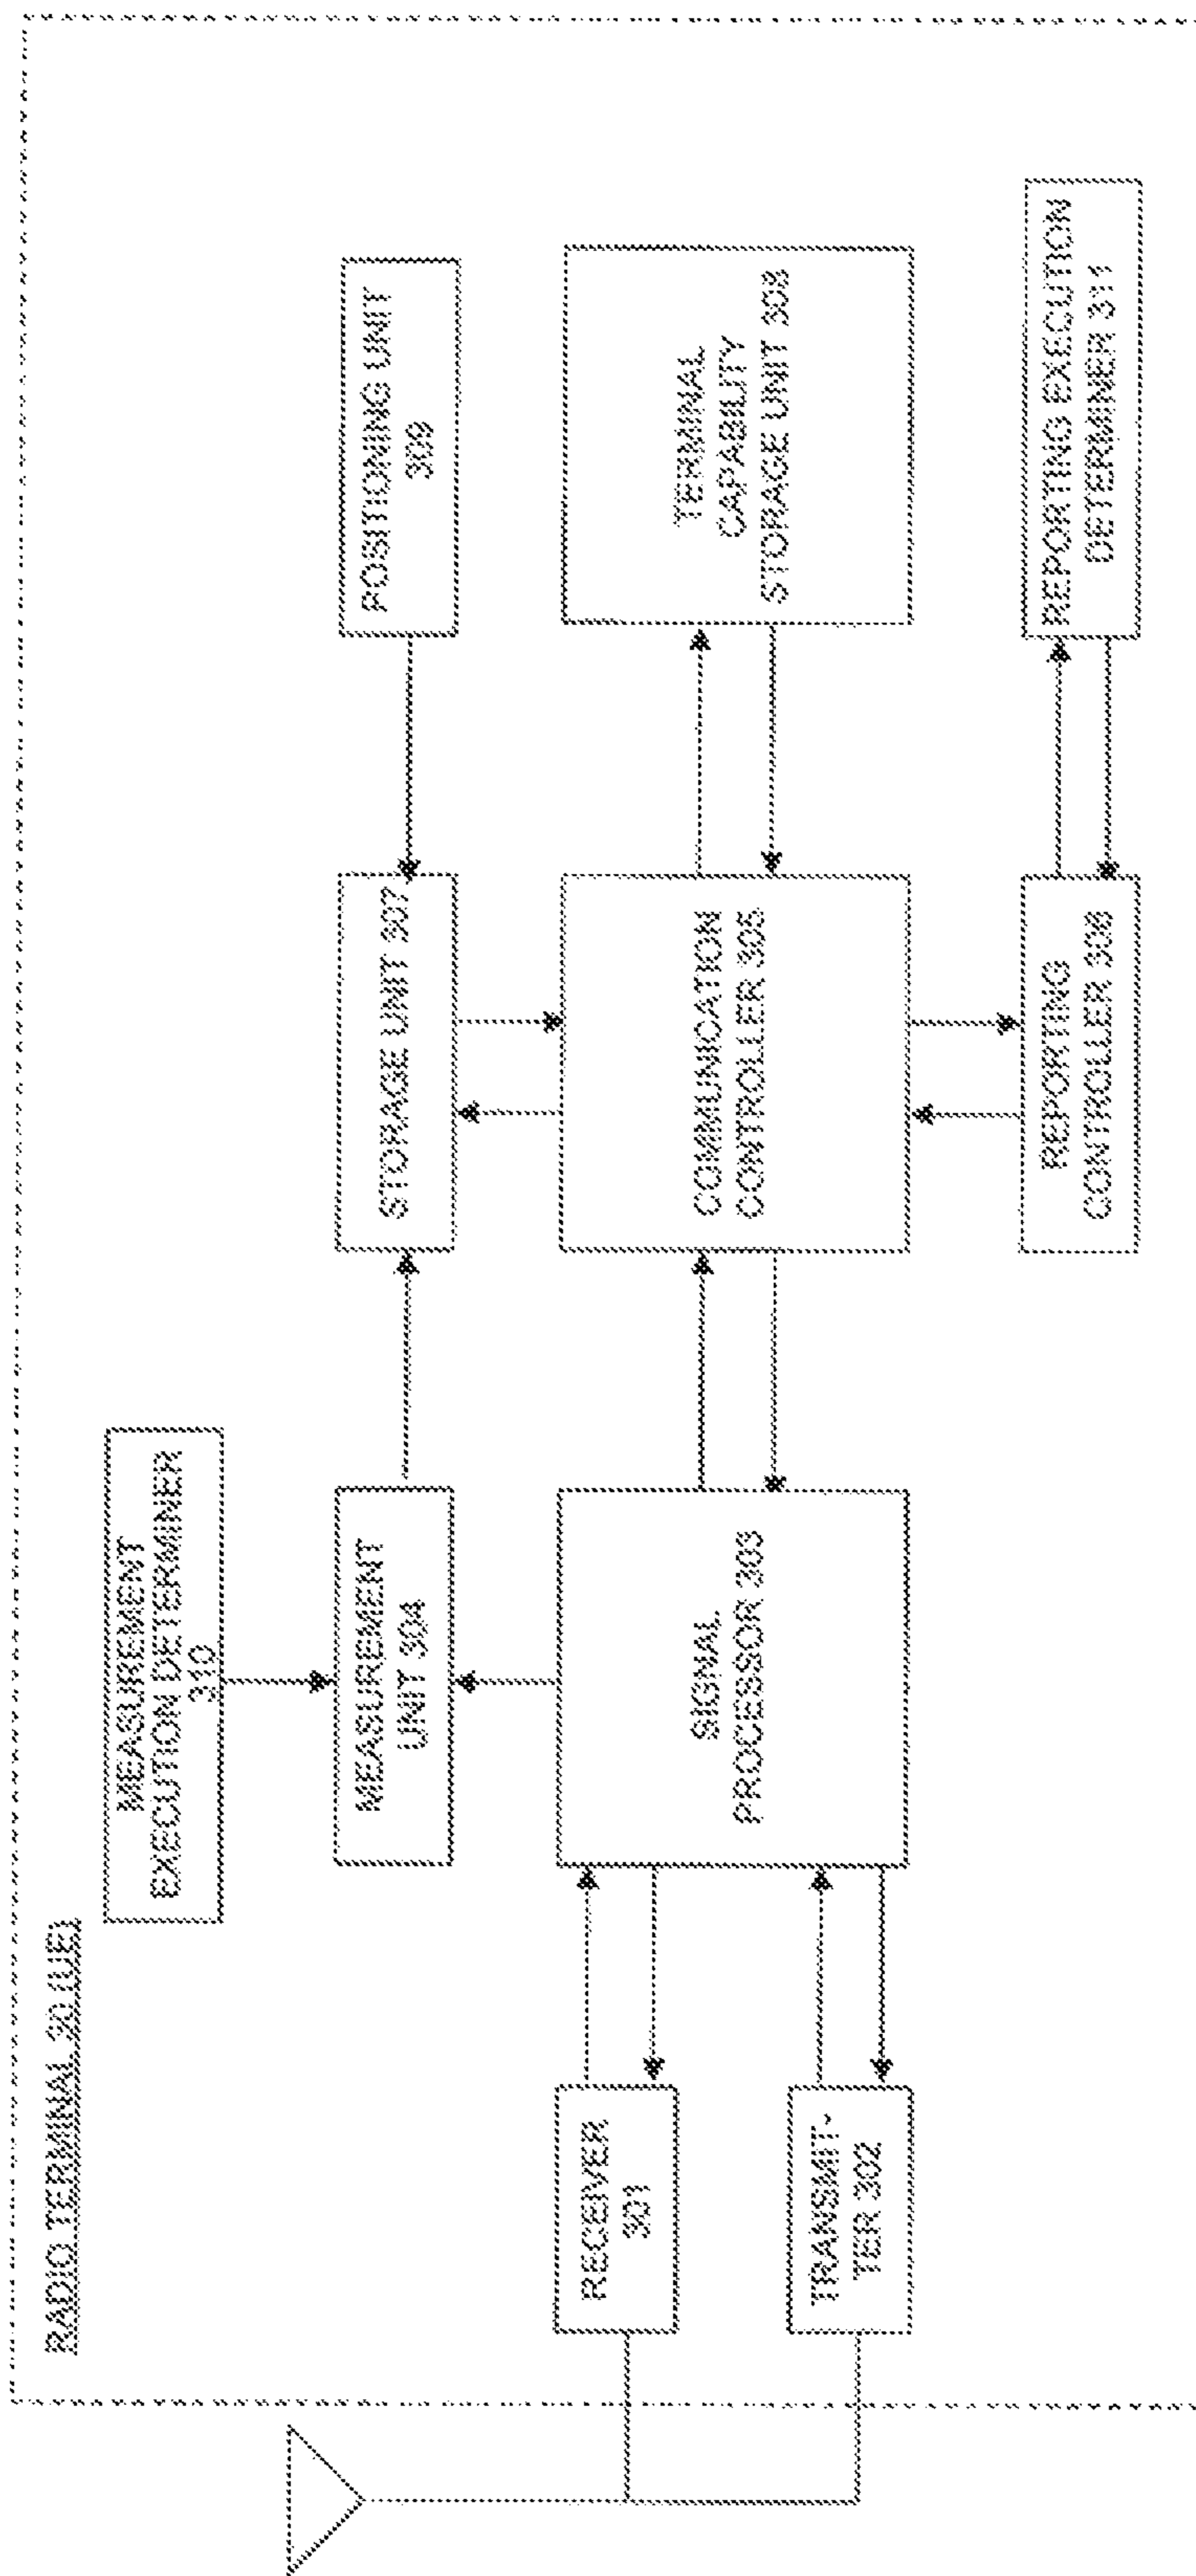 RADIO TERMINAL 30 (UE)
MEASUREMENT
EXECUTION DETERMINER
310
MEASUREMENT
UNIT 304
STORAGE UNIT 307
POSITIONING UNIT
309
RECEIVER
301
TRANSMIT-
TER 302
SIGNAL
PROCESSOR 303
COMMUNICATION
CONTROLLER 305
TERMINAL
CAPABILITY
STORAGE UNIT 308
REPORTING
CONTROLLER 306
REPORTING EXECUTION
DETERMINER 311